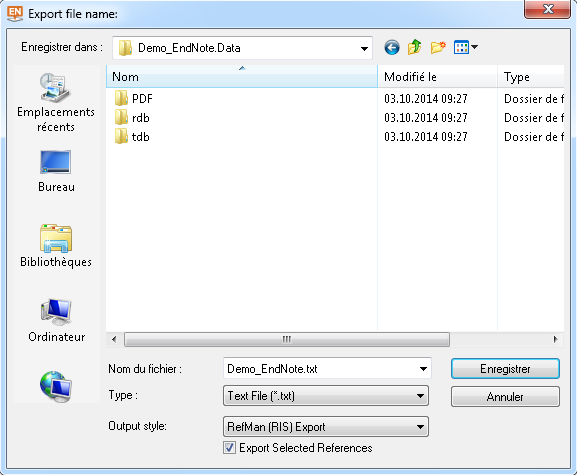 EN Export file name:
Enregistrer dans : Demo_EndNote.Data
Nom Modifié le Type
PDF 03.10.2014 09:27 Dossier de f
rdb 03.10.2014 09:27 Dossier de f
tdb 03.10.2014 09:27 Dossier de f
Emplacements
récents
Bureau
Bibliothèques
Ordinateur
Nom du fichier : Demo_EndNote.txt Enregistrer
Type : Text File (*.txt) Annuler
Output style: RefMan (RIS) Export
Export Selected References